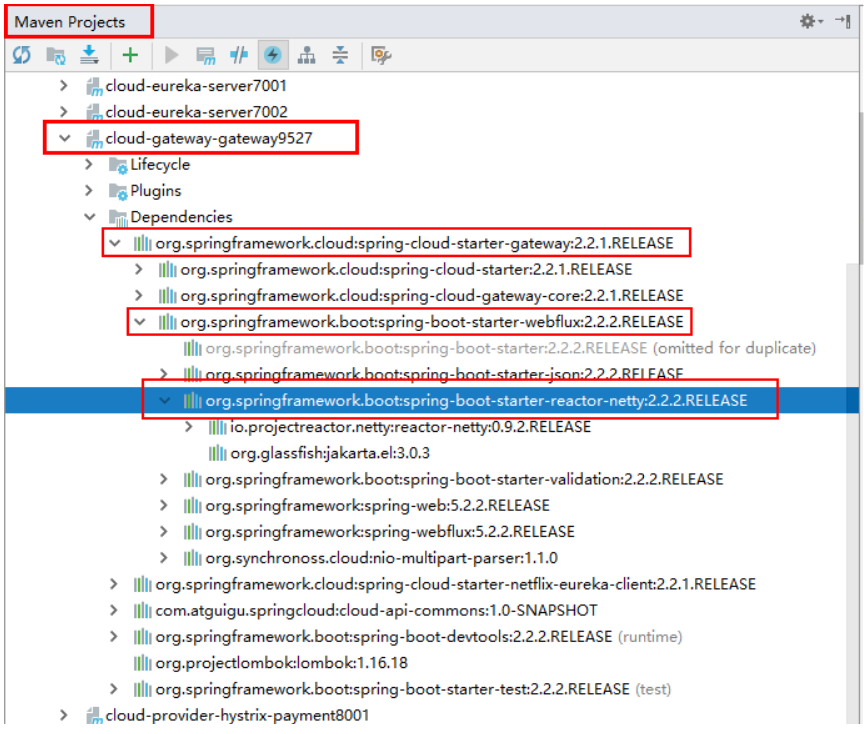 Maven Projects
cloud-eureka-server7001
cloud-eureka-server7002
cloud-gateway-gateway9527
Lifecycle
Plugins
Dependencies
org.springframework.cloud:spring-cloud-starter-gateway:2.2.1.RELEASE
org.springframework.cloud:spring-cloud-starter:2.2.1.RELEASE
org.springframework.cloud:spring-cloud-gateway-core:2.2.1.RELEASE
org.springframework.boot:spring-boot-starter-webflux:2.2.2.RELEASE
org.springframework.boot:spring-boot-starter:2.2.2.RELEASE (omitted for duplicate)
org.springframework.boot:spring-boot-starter-json:2.2.2.RELEASE
org.springframework.boot:spring-boot-starter-reactor-netty:2.2.2.RELEASE
io.projectreactor.netty:reactor-netty:0.9.2.RELEASE
org.glassfish:jakarta.el:3.0.3
org.springframework.boot:spring-boot-starter-validation:2.2.2.RELEASE
org.springframework:spring-web:5.2.2.RELEASE
org.springframework:spring-webflux:5.2.2.RELEASE
org.synchronoss.cloud:nio-multipart-parser:1.1.0
org.springframework.cloud:spring-cloud-starter-netflix-eureka-client:2.2.1.RELEASE
com.atguigu.springcloud:cloud-api-commons:1.0-SNAPSHOT
org.springframework.boot:spring-boot-devtools:2.2.2.RELEASE (runtime)
org.projectlombok:lombok:1.16.18
org.springframework.boot:spring-boot-starter-test:2.2.2.RELEASE (test)
cloud-provider-hystrix-payment8001